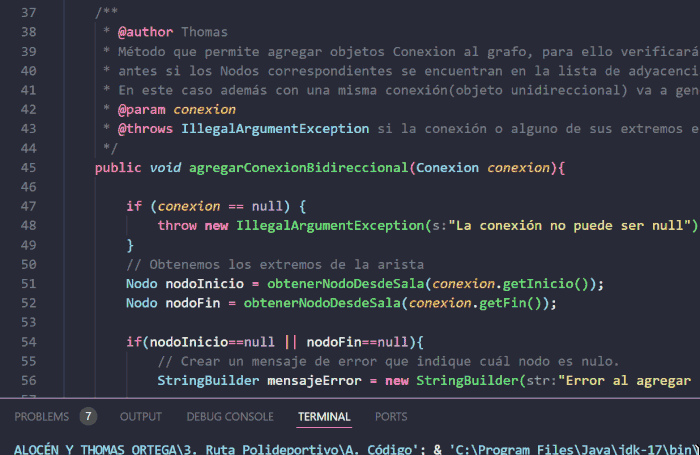 37 /**
38 * @author Thomas
39 * Método que permite agregar objetos Conexion al grafo, para ello verificará
40 * antes si los Nodos correspondientes se encuentran en la lista de adyacenci
41 * En este caso además con una misma conexión(objeto unidireccional) va a gen
42 * @param conexion
43 * @throws IllegalArgumentException si la conexión o alguno de sus extremos e
44 */
45 public void agregarConexionBidireccional(Conexion conexion){
46
47 if (conexion == null) {
48 throw new IllegalArgumentException(s:"La conexión no puede ser null")
49 }
50 // Obtenemos los extremos de la arista
51 Nodo nodoInicio = obtenerNodoDesdeSala(conexion.getInicio());
52 Nodo nodoFin = obtenerNodoDesdeSala(conexion.getFin());
53
54 if(nodoInicio==null || nodoFin==null){
55 // Crear un mensaje de error que indique cuál nodo es nulo.
56 StringBuilder mensajeError = new StringBuilder(str:"Error al agregar
PROBLEMS 7 OUTPUT DEBUG CONSOLE TERMINAL PORTS
ALOCÉN Y THOMAS ORTEGA\3. Ruta Polideportivo\A. Código'; & 'C:\Program Files\Java\jdk-17\bin\